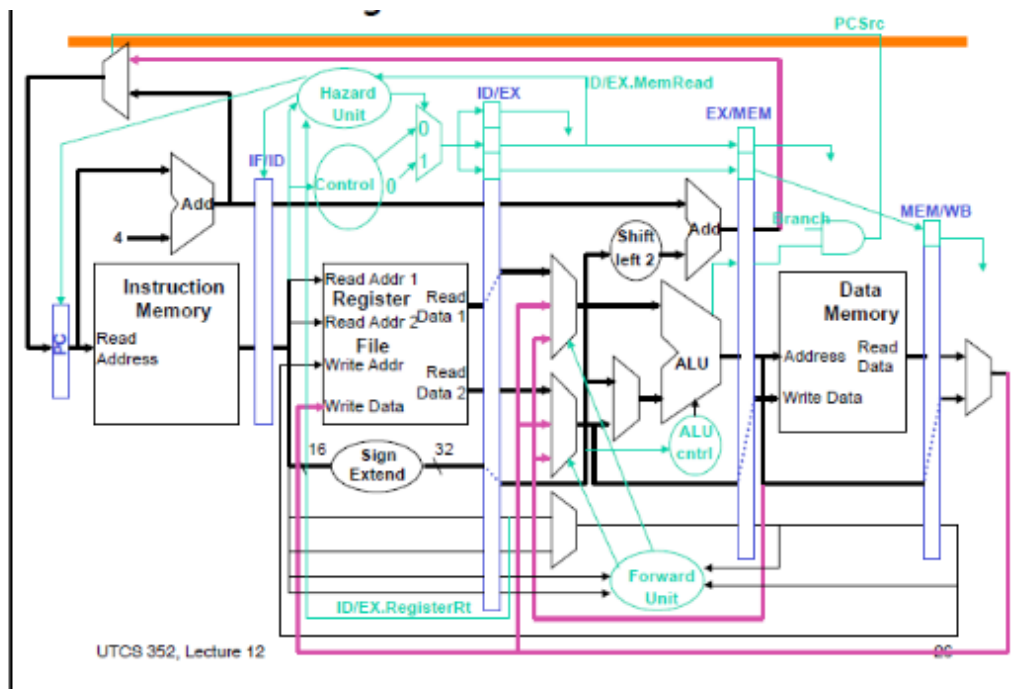 PCSrc
Hazard
Unit
ID/EX
ID/EX.MemRead
EX/MEM
IF/ID
0
1
Control
0
Add
4
Shift
left 2
Add
Branch
MEM/WB
Instruction
Memory
Read
Address
PC
Read Addr 1
Register
Read
Data 1
Read Addr 2
File
Write Addr
Read
Data 2
Write Data
16
Sign
Extend
32
ALU
ALU
cntrl
Data
Memory
Address
Read
Data
Write Data
Forward
Unit
ID/EX.RegisterRt
UTCS 352, Lecture 12